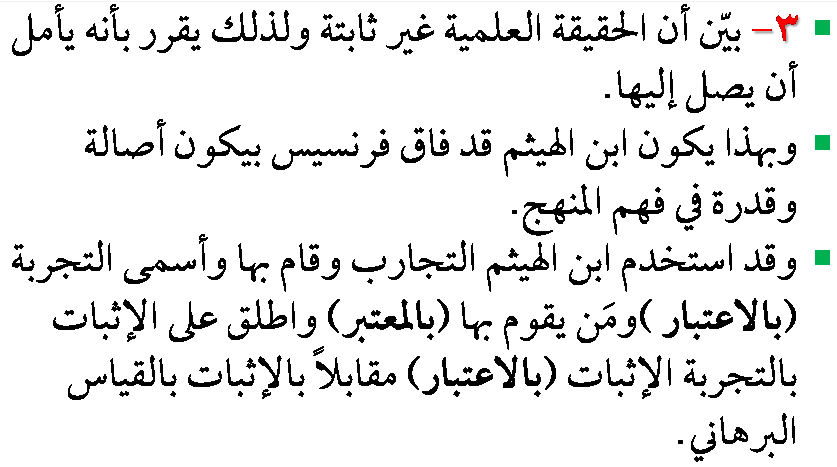 ▪ ٣- بيّن أن الحقيقة العلمية غير ثابتة ولذلك يقرر بأنه يأمل
أن يصل إليها.
▪ وبهذا يكون ابن الهيثم قد فاق فرنسيس بيكون أصالة
وقدرة في فهم المنهج.
▪ وقد استخدم ابن الهيثم التجارب وقام بها وأسمى التجربة
(بالاعتبار )ومَن يقوم بها (بالمعتبر) واطلق على الإثبات
بالتجربة الإثبات (بالاعتبار) مقابلاً بالإثبات بالقياس
البرهاني.